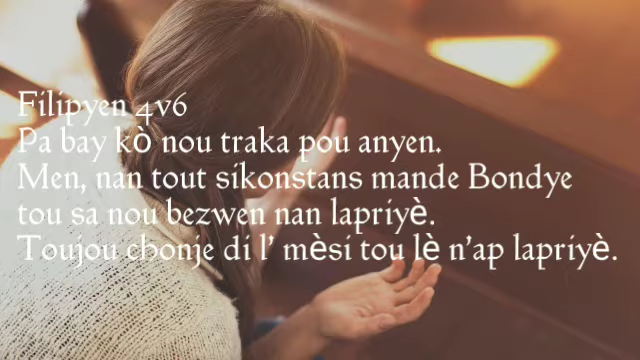 Filipyen 4v6
Pa bay kò nou traka pou anyen.
Men, nan tout sikonstans mande Bondye
tou sa nou bezwen nan lapriyè.
Toujou chonje di l’ mèsi tou lè n’ap lapriyè.